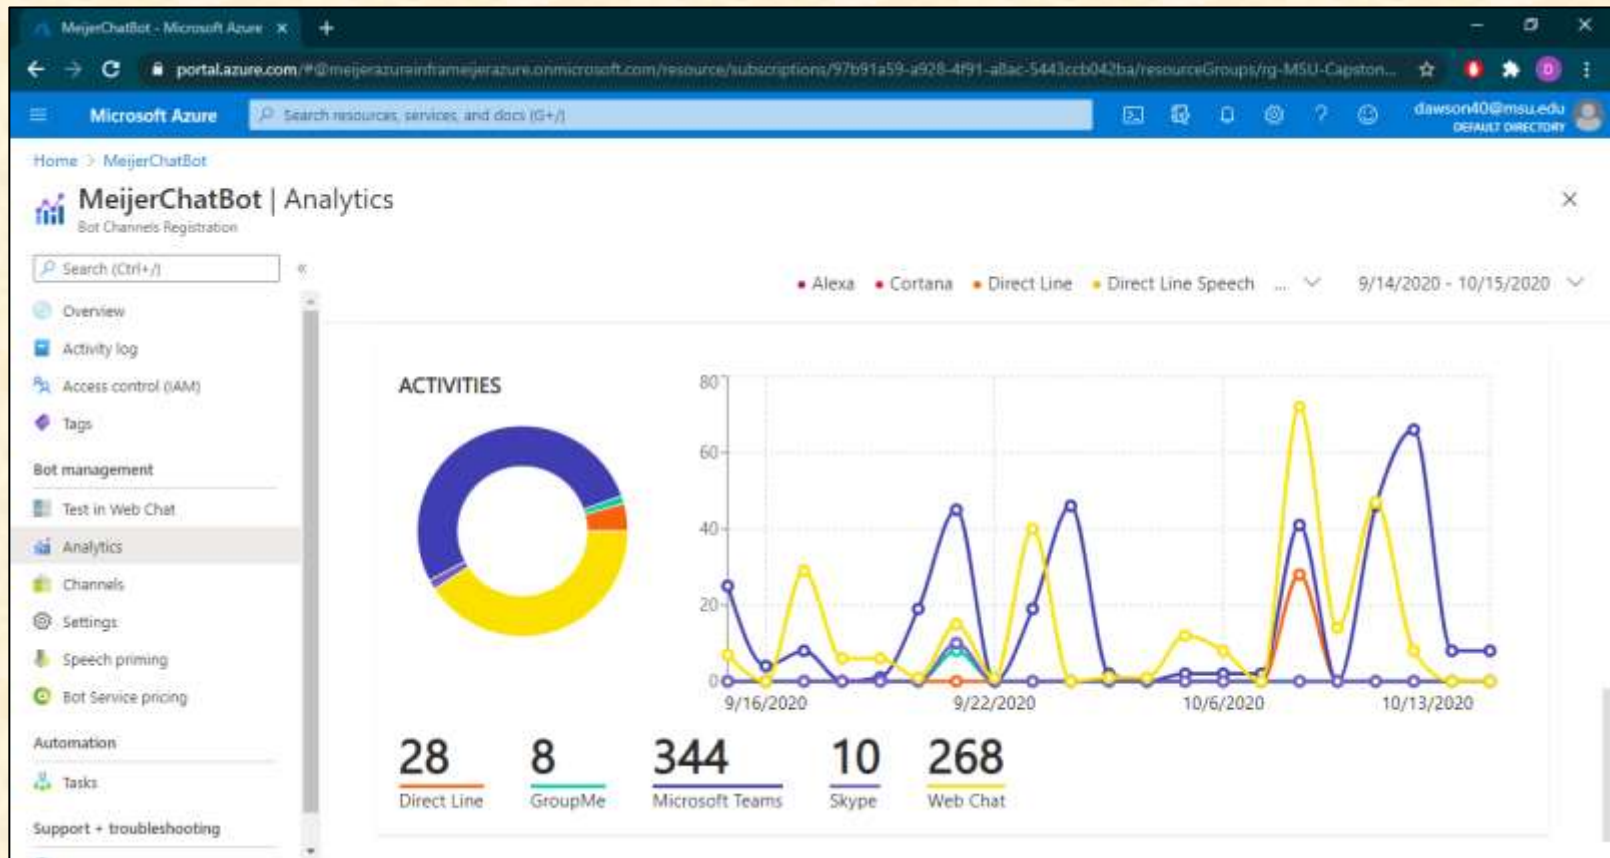 MeijerChatBot - Microsoft Azure
portal.azure.com/#@meijerazureinframeijerazure.onmicrosoft.com/resource/subscriptions/97b91a59-a928-4f91-a8ac-5443ccb042ba/resourceGroups/rg-MSU-Capston...
Microsoft Azure
Search resources, services, and docs (G+/)
dawson40@msu.edu
DEFAULT DIRECTORY
Home > MeijerChatBot
MeijerChatBot | Analytics
Bot Channels Registration
Search (Ctrl+/)
Alexa Cortana Direct Line Direct Line Speech ... 9/14/2020 - 10/15/2020
Overview
Activity log
Access control (IAM)
Tags
Bot management
Test in Web Chat
Analytics
Channels
Settings
Speech priming
Bot Service pricing
Automation
Tasks
Support + troubleshooting
ACTIVITIES
80
60
40
20
0
9/16/2020 9/22/2020 10/6/2020 10/13/2020
28 8 344 10 268
Direct Line GroupMe Microsoft Teams Skype Web Chat